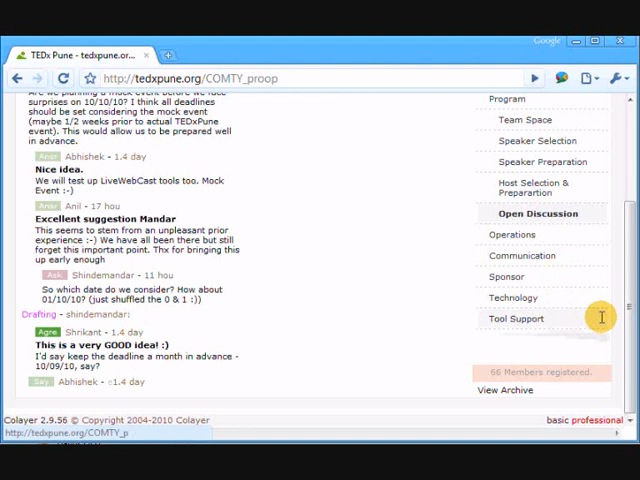 Google
TEDx Pune - tedxpune.or...
http://tedxpune.org/COMTY_proop
Are we planning a mock event before we face
surprises on 10/10/10? I think all deadlines
should be set considering the mock event
(maybe 1/2 weeks prior to actual TEDxPune
event). This would allow us to be prepared well
in advance.
Answ Abhishek - 1.4 day
Nice idea.
We will test up LiveWebCast tools too. Mock
Event :-)
Answ Anil - 17 hou
Excellent suggestion Mandar
This seems to stem from an unpleasant prior
experience :-) We have all been there but still
forget this important point. Thx for bringing this
up early enough
Ask Shindemandar - 11 hou
So which date do we consider? How about
01/10/10? (just shuffled the 0 & 1 :))
Drafting - shindemandar:
Agre Shrikant - 1.4 day
This is a very GOOD idea! :)
I'd say keep the deadline a month in advance -
10/09/10, say?
Say Abhishek - 1.4 day
Program
Team Space
Speaker Selection
Speaker Preparation
Host Selection &
Preparartion
Open Discussion
Operations
Communication
Sponsor
Technology
Tool Support
66 Members registered.
View Archive
Colayer 2.9.56 © Copyright 2004-2010 Colayer
basic professional
http://tedxpune.org/COMTY_p